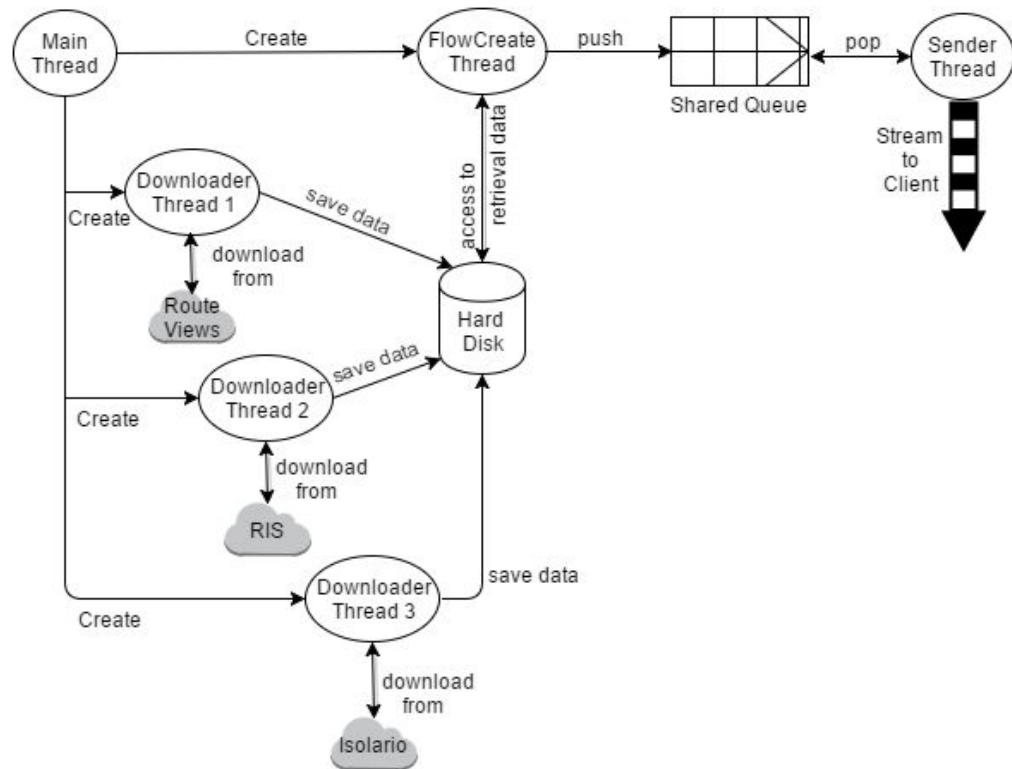 Main
Thread
Create
FlowCreate
Thread
push
Shared Queue
pop
Sender
Thread
Stream
to
Client
access to
retrieval data
Create
Downloader
Thread 1
save data
download
from
Route
Views
Hard
Disk
Create
Downloader
Thread 2
save data
download
from
RIS
Create
Downloader
Thread 3
save data
download
from
Isolario